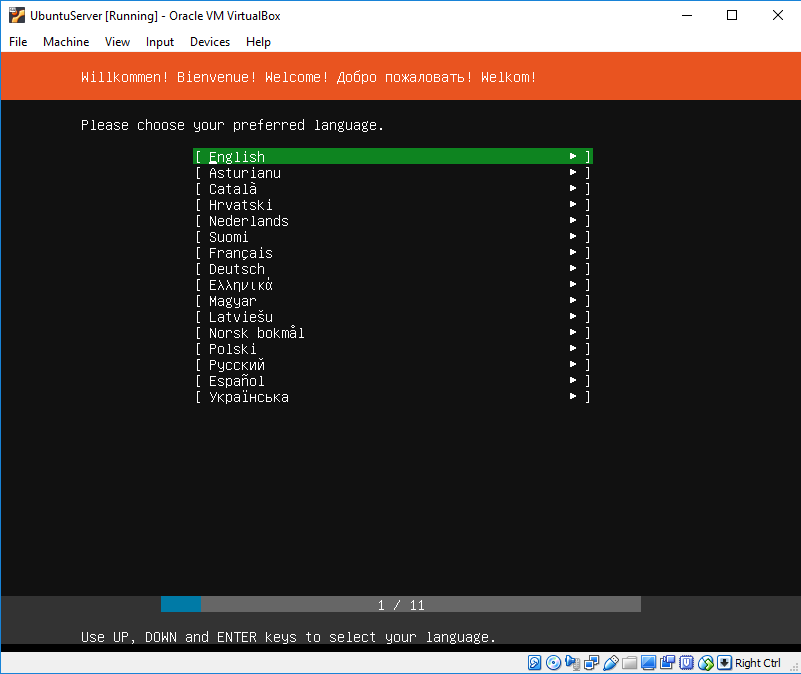 UbuntuServer [Running] - Oracle VM VirtualBox
File Machine View Input Devices Help
Willkommen! Bienvenue! Welcome! Добро пожаловать! Welkom!
Please choose your preferred language.
[ English ► ]
[ Asturianu ► ]
[ Català ► ]
[ Hrvatski ► ]
[ Nederlands ► ]
[ Suomi ► ]
[ Français ► ]
[ Deutsch ► ]
[ Ελληνικά ► ]
[ Magyar ► ]
[ Latviešu ► ]
[ Norsk bokmål ► ]
[ Polski ► ]
[ Русский ► ]
[ Español ► ]
[ Українська ► ]
1 / 11
Use UP, DOWN and ENTER keys to select your language.
Right Ctrl